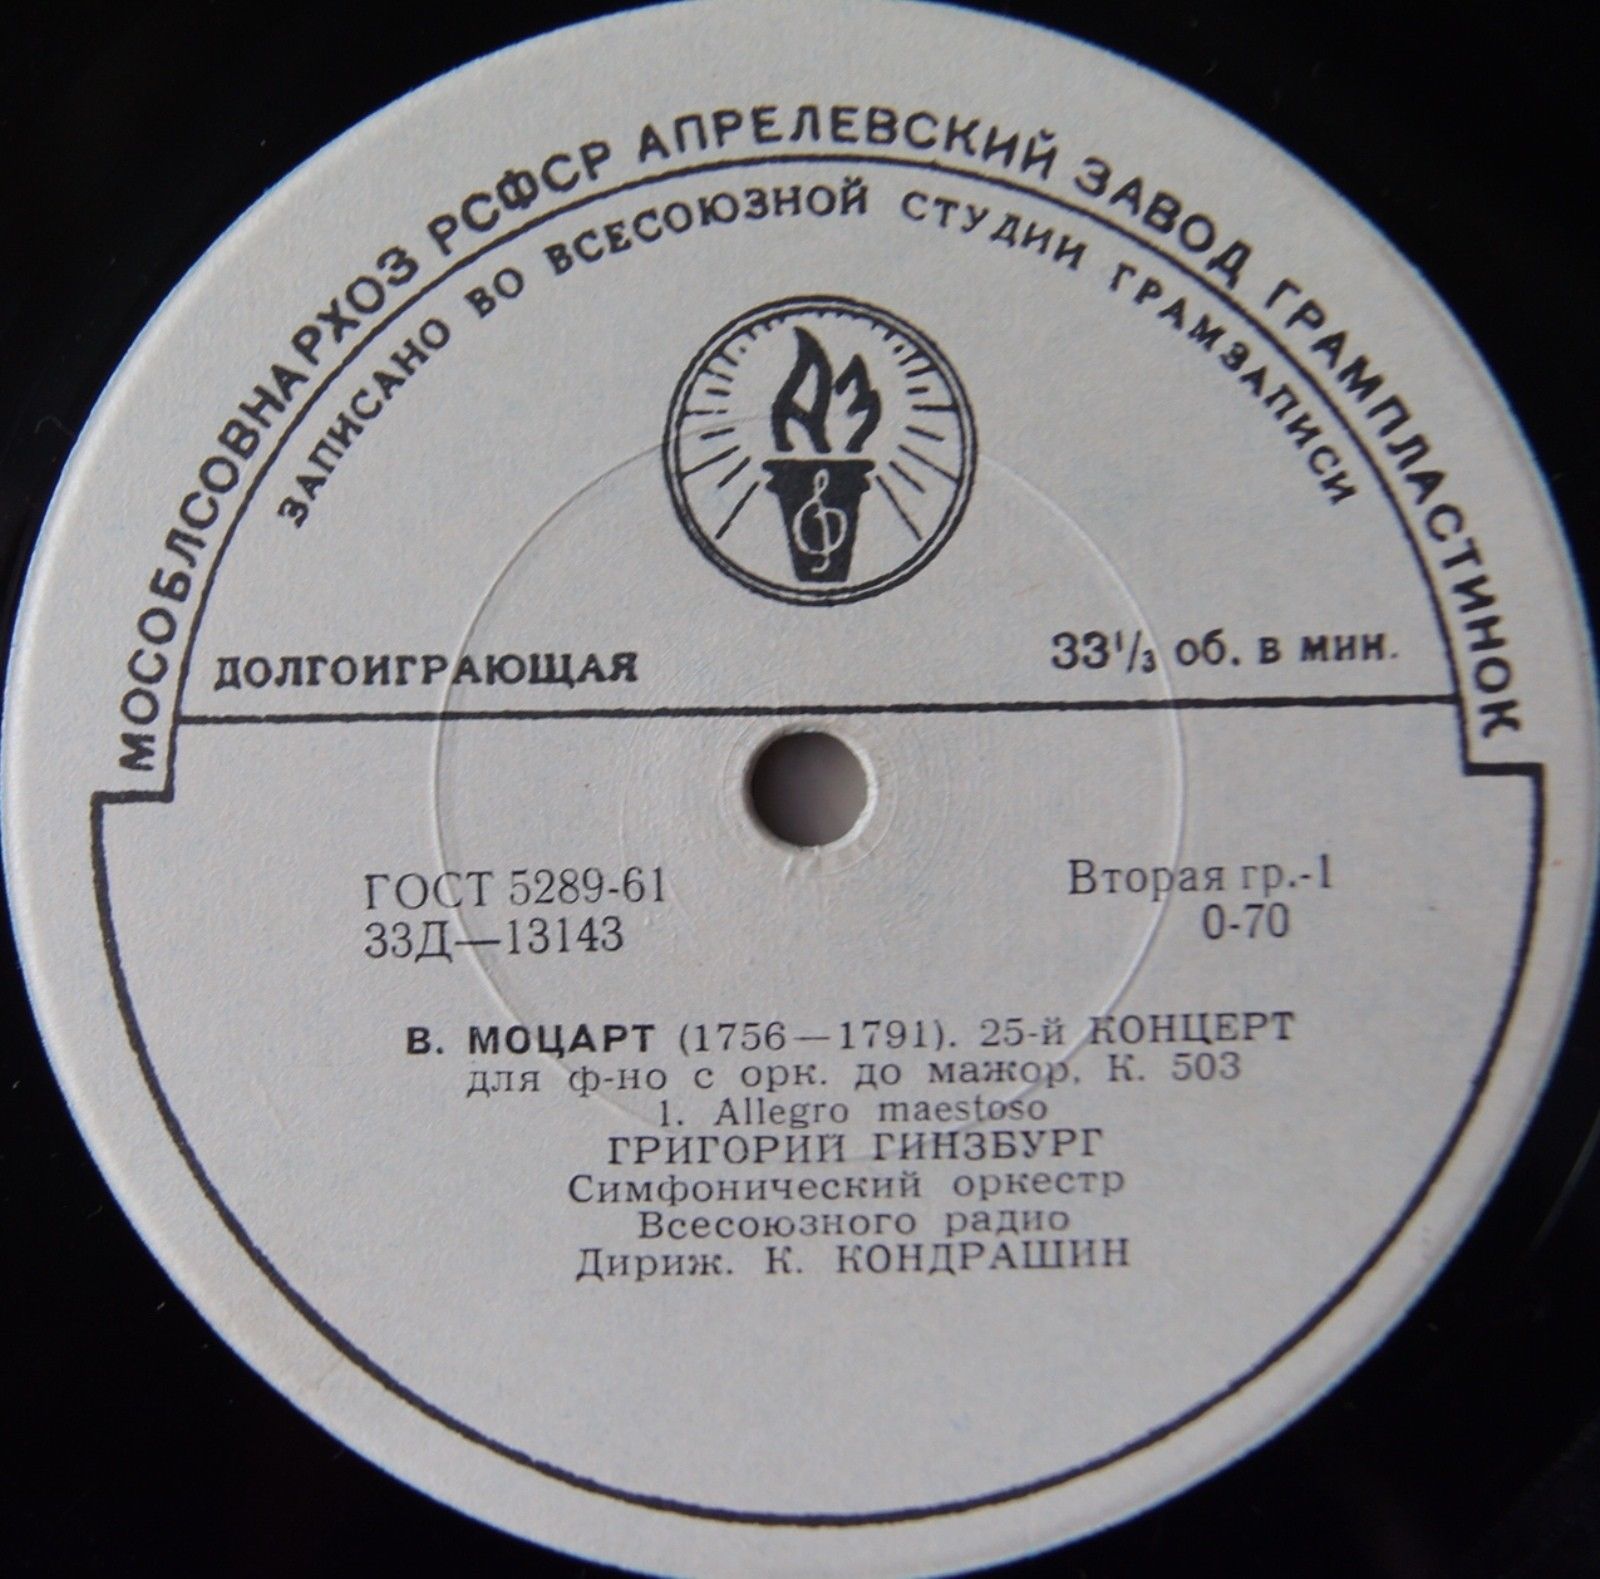 МОСОБЛСОВНАРХОЗ РСФСР АПРЕЛЕВСКИЙ ЗАВОД ГРАМПЛАСТИНОК
ЗАПИСАНО ВО ВСЕСОЮЗНОЙ СТУДИИ ГРАМЗАПИСИ
АЗ
ДОЛГОИГРАЮЩАЯ 33 1/3 об. в мин.
ГОСТ 5289-61 Вторая гр.-1
33Д—13143 0-70
В. МОЦАРТ (1756—1791). 25-й КОНЦЕРТ
для ф-но с орк. до мажор, К. 503
1. Allegro maestoso
ГРИГОРИЙ ГИНЗБУРГ
Симфонический оркестр
Всесоюзного радио
Дириж. К. КОНДРАШИН